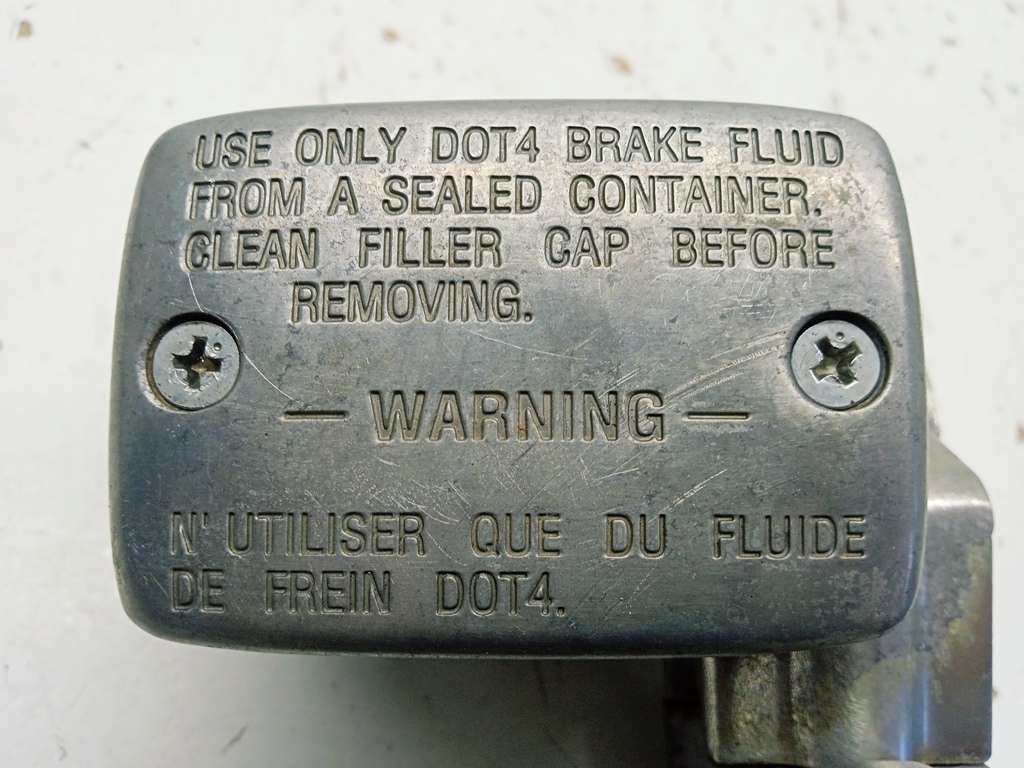 USE ONLY DOT4 BRAKE FLUID
FROM A SEALED CONTAINER.
CLEAN FILLER CAP BEFORE
REMOVING.
— WARNING —
N' UTILISER QUE DU FLUIDE
DE FREIN DOT4.